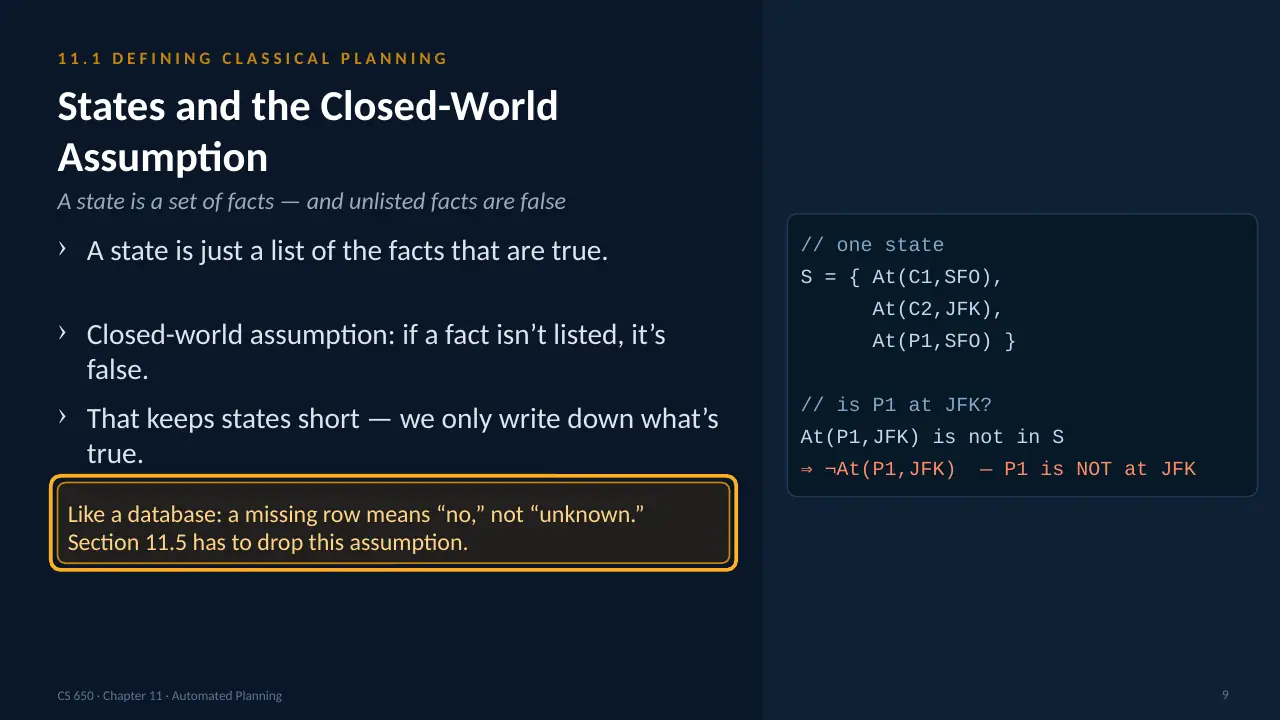 11.1 DEFINING CLASSICAL PLANNING
States and the Closed-World
Assumption
A state is a set of facts — and unlisted facts are false
› A state is just a list of the facts that are true.
› Closed-world assumption: if a fact isn’t listed, it’s
false.
› That keeps states short — we only write down what’s
true.
Like a database: a missing row means “no,” not “unknown.”
Section 11.5 has to drop this assumption.
// one state
S = { At(C1,SFO),
At(C2,JFK),
At(P1,SFO) }
// is P1 at JFK?
At(P1,JFK) is not in S
⇒ ¬At(P1,JFK) — P1 is NOT at JFK
CS 650 · Chapter 11 · Automated Planning
9